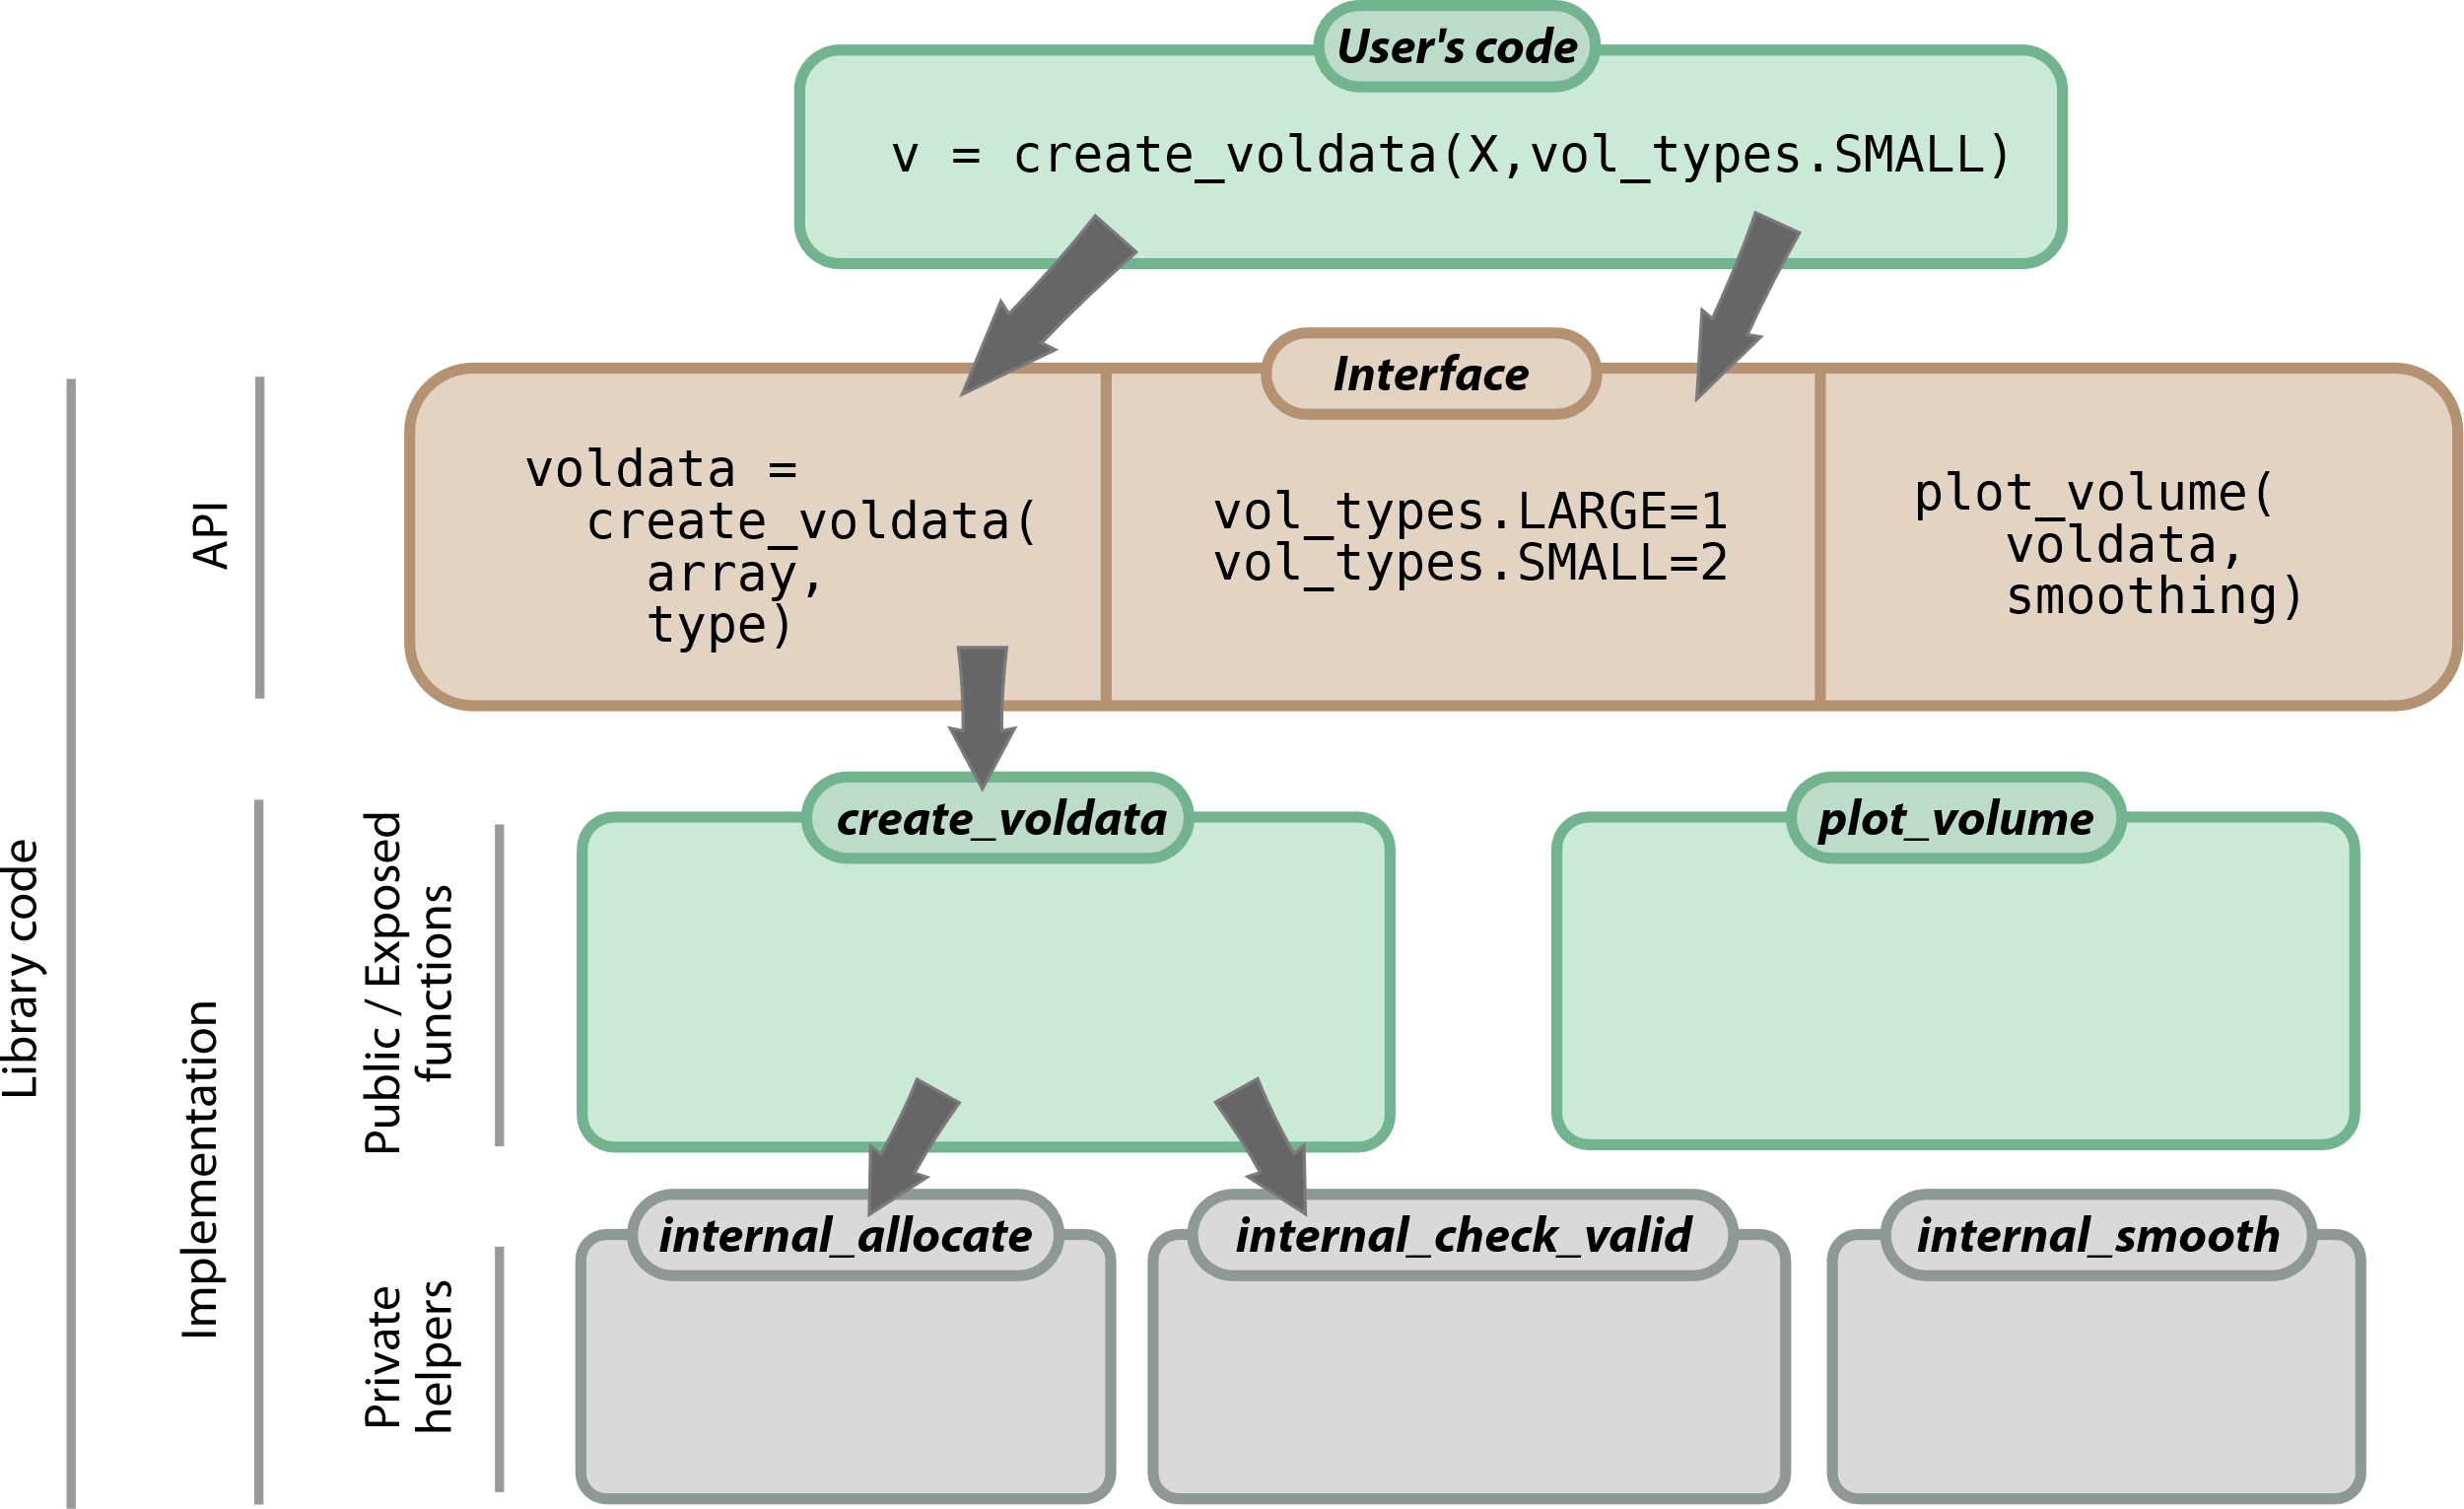 User's code
v = create_voldata(X,vol_types.SMALL)
Interface
voldata =
create_voldata(
array,
type)
vol_types.LARGE=1
vol_types.SMALL=2
plot_volume(
voldata,
smoothing)
API
Library code
Implementation
Public / Exposed
functions
create_voldata
plot_volume
Private
helpers
internal_allocate
internal_check_valid
internal_smooth